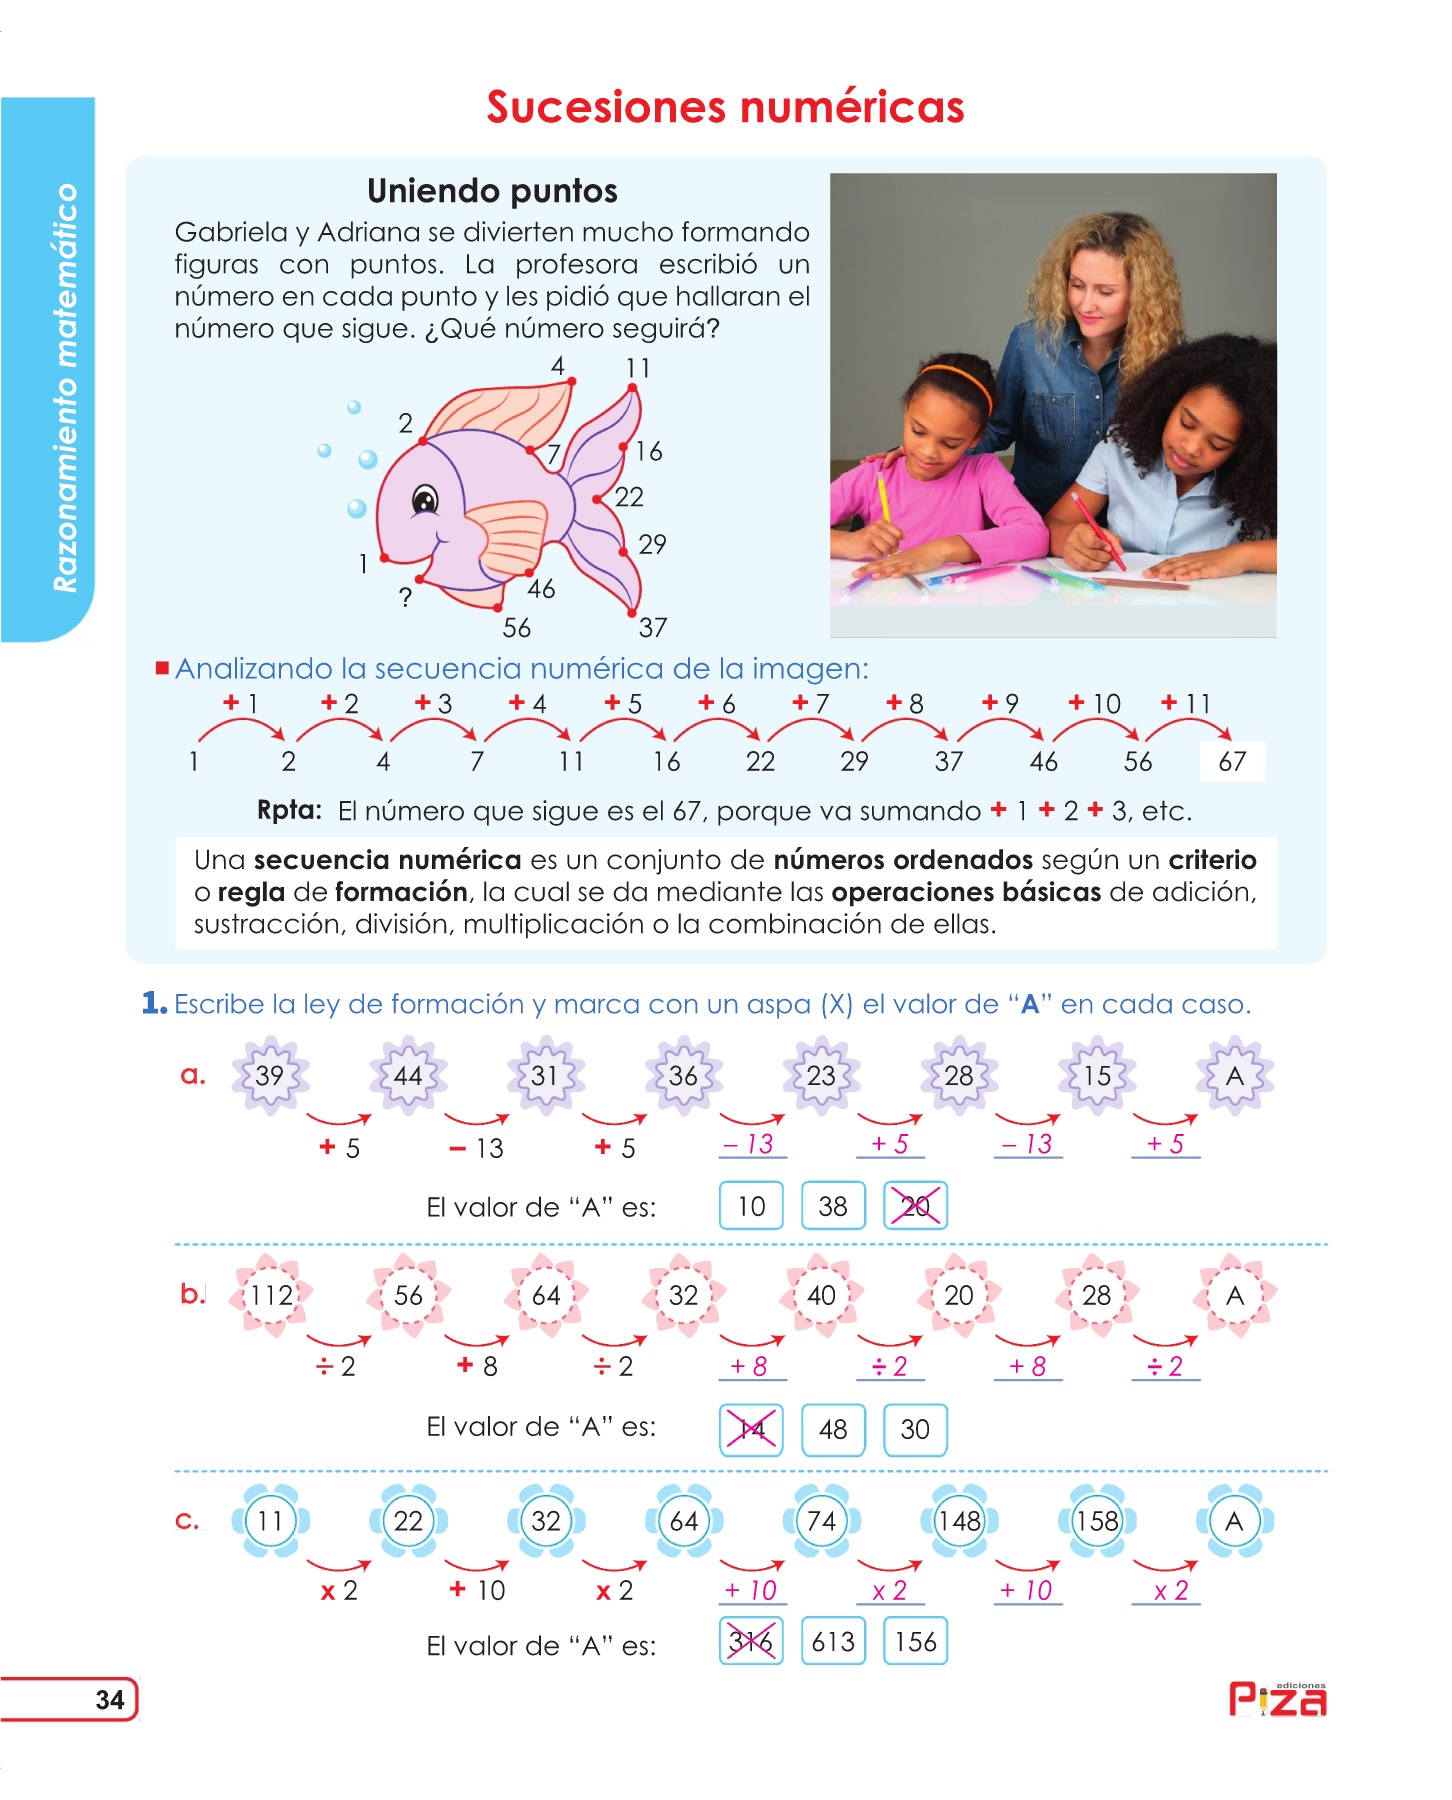 Sucesiones numéricas
Razonamiento matemático
Uniendo puntos
Gabriela y Adriana se divierten mucho formando
figuras con puntos. La profesora escribió un
número en cada punto y les pidió que hallaran el
número que sigue. ¿Qué número seguirá?
4
11
2
7
16
22
29
1
?
46
56
37
Analizando la secuencia numérica de la imagen:
+ 1 + 2 + 3 + 4 + 5 + 6 + 7 + 8 + 9 + 10 + 11
1 2 4 7 11 16 22 29 37 46 56 67
Rpta: El número que sigue es el 67, porque va sumando + 1 + 2 + 3, etc.
Una secuencia numérica es un conjunto de números ordenados según un criterio
o regla de formación, la cual se da mediante las operaciones básicas de adición,
sustracción, división, multiplicación o la combinación de ellas.
1. Escribe la ley de formación y marca con un aspa (X) el valor de “A” en cada caso.
a. 39 44 31 36 23 28 15 A
+ 5 – 13 + 5 – 13 + 5 – 13 + 5
El valor de “A” es: 10 38 20
b. 112 56 64 32 40 20 28 A
÷ 2 + 8 ÷ 2 + 8 ÷ 2 + 8 ÷ 2
El valor de “A” es: 14 48 30
c. 11 22 32 64 74 148 158 A
x 2 + 10 x 2 + 10 x 2 + 10 x 2
El valor de “A” es: 316 613 156
34
ediciones
Piza